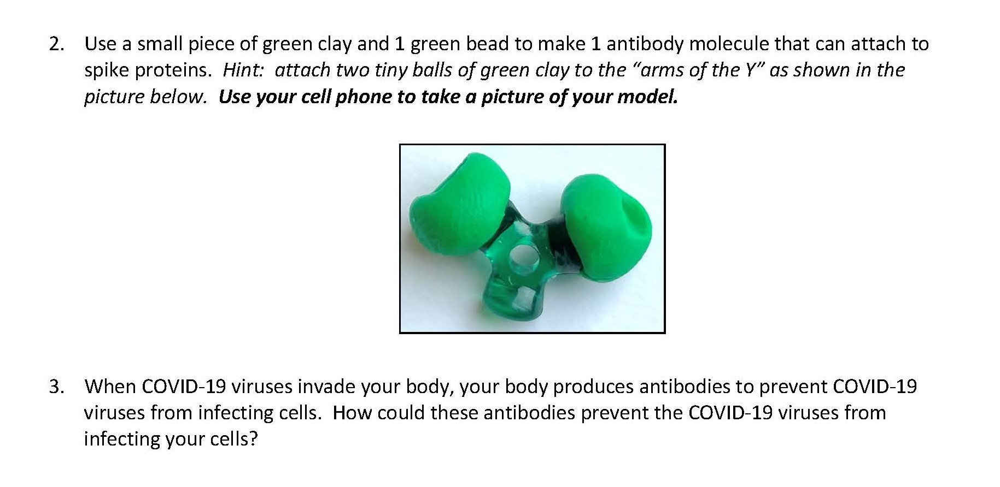 2. Use a small piece of green clay and 1 green bead to make 1 antibody molecule that can attach to
spike proteins. Hint: attach two tiny balls of green clay to the “arms of the Y” as shown in the
picture below. Use your cell phone to take a picture of your model.
3. When COVID-19 viruses invade your body, your body produces antibodies to prevent COVID-19
viruses from infecting cells. How could these antibodies prevent the COVID-19 viruses from
infecting your cells?